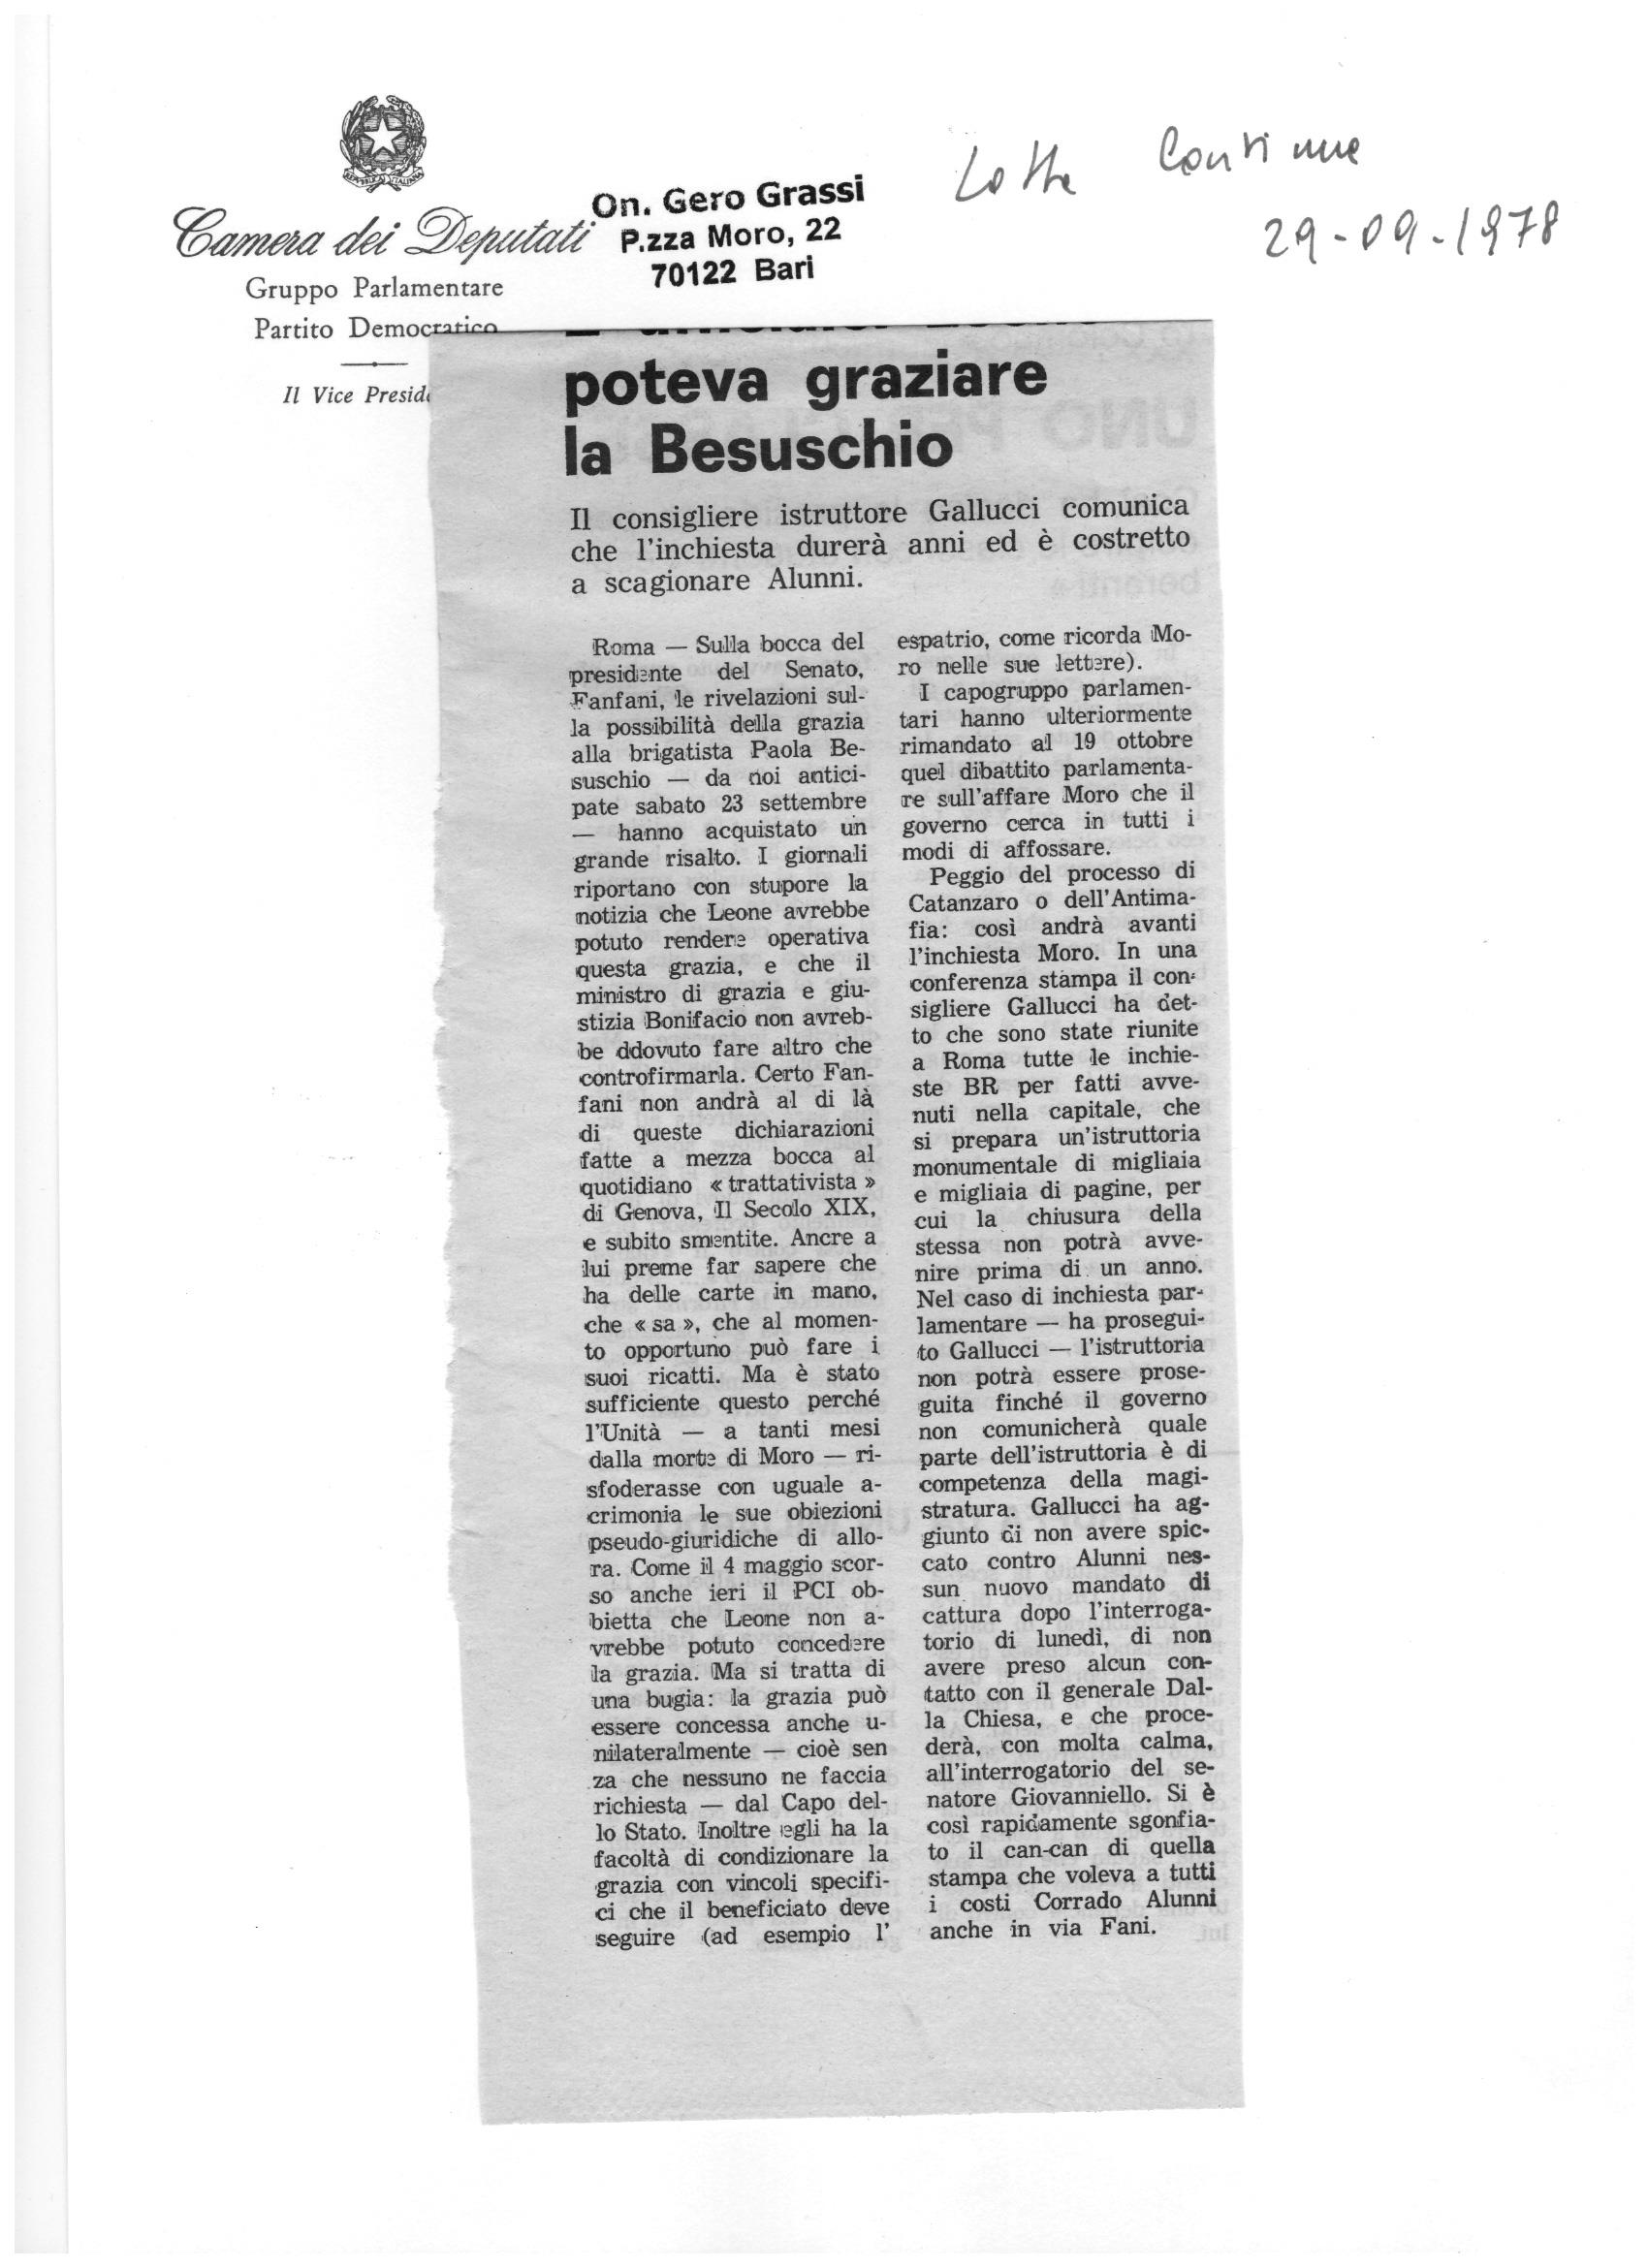 Camera dei Deputati
Gruppo Parlamentare
Partito Democratico
Il Vice Presid
On. Gero Grassi
P.zza Moro, 22
70122 Bari
Lotta Continua
29-09-1978
poteva graziare
la Besuschio
Il consigliere istruttore Gallucci comunica
che l'inchiesta durerà anni ed è costretto
a scagionare Alunni.
Roma — Sulla bocca del
presidente del Senato,
Fanfani, le rivelazioni sul-
la possibilità della grazia
alla brigatista Paola Be-
suschio — da noi antici-
pate sabato 23 settembre
— hanno acquistato un
grande risalto. I giornali
riportano con stupore la
notizia che Leone avrebbe
potuto rendere operativa
questa grazia, e che il
ministro di grazia e giu-
stizia Bonifacio non avreb-
be ddovuto fare altro che
controfirmarla. Certo Fan-
fani non andrà al di là
di queste dichiarazioni
fatte a mezza bocca al
quotidiano « trattativista »
di Genova, Il Secolo XIX,
e subito smentite. Ancre a
lui preme far sapere che
ha delle carte in mano,
che « sa », che al momen-
to opportuno può fare i
suoi ricatti. Ma è stato
sufficiente questo perché
l'Unità — a tanti mesi
dalla morte di Moro — ri-
sfoderasse con uguale a-
crimonia le sue obiezioni
pseudo-giuridiche di allo-
ra. Come il 4 maggio scor-
so anche ieri il PCI ob-
bietta che Leone non a-
vrebbe potuto concedere
la grazia. Ma si tratta di
una bugia: la grazia può
essere concessa anche u-
nilateralmente — cioè sen
za che nessuno ne faccia
richiesta — dal Capo del-
lo Stato. Inoltre egli ha la
facoltà di condizionare la
grazia con vincoli specifi-
ci che il beneficiato deve
seguire (ad esempio l'
espatrio, come ricorda Mo-
ro nelle sue lettere).
I capogruppo parlamen-
tari hanno ulteriormente
rimandato al 19 ottobre
quel dibattito parlamenta-
re sull'affare Moro che il
governo cerca in tutti i
modi di affossare.
Peggio del processo di
Catanzaro o dell'Antima-
fia: così andrà avanti
l'inchiesta Moro. In una
conferenza stampa il con-
sigliere Gallucci ha det-
to che sono state riunite
a Roma tutte le inchie-
ste BR per fatti avve-
nuti nella capitale, che
si prepara un'istruttoria
monumentale di migliaia
e migliaia di pagine, per
cui la chiusura della
stessa non potrà avve-
nire prima di un anno.
Nel caso di inchiesta par-
lamentare — ha prosegui-
to Gallucci — l'istruttoria
non potrà essere prose-
guita finché il governo
non comunicherà quale
parte dell'istruttoria è di
competenza della magi-
stratura. Gallucci ha ag-
giunto di non avere spic-
cato contro Alunni nes-
sun nuovo mandato di
cattura dopo l'interroga-
torio di lunedì, di non
avere preso alcun con-
tatto con il generale Dal-
la Chiesa, e che proce-
derà, con molta calma,
all'interrogatorio del se-
natore Giovanniello. Si è
così rapidamente sgonfia-
to il can-can di quella
stampa che voleva a tutti
i costi Corrado Alunni
anche in via Fani.